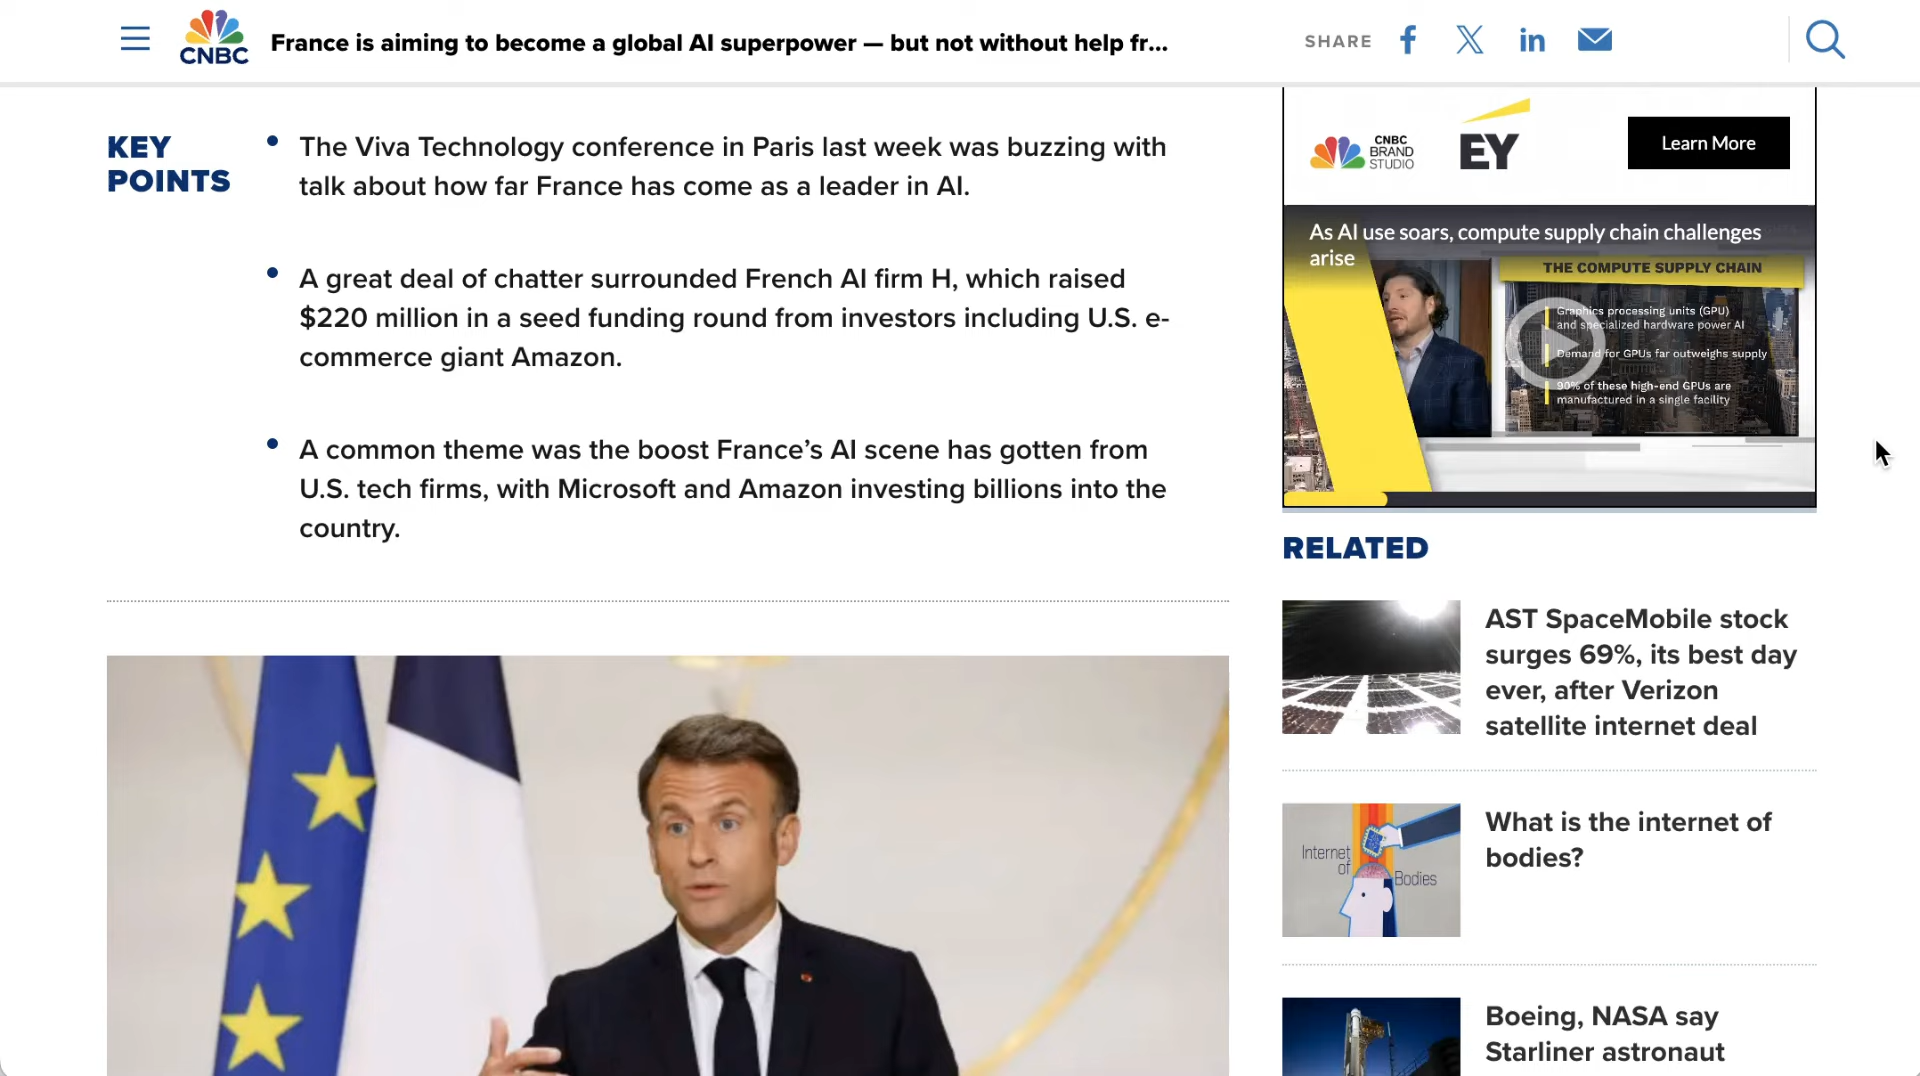 CNBC
France is aiming to become a global AI superpower — but not without help fr...
SHARE
KEY
POINTS
The Viva Technology conference in Paris last week was buzzing with
talk about how far France has come as a leader in AI.
A great deal of chatter surrounded French AI firm H, which raised
$220 million in a seed funding round from investors including U.S. e-
commerce giant Amazon.
A common theme was the boost France’s AI scene has gotten from
U.S. tech firms, with Microsoft and Amazon investing billions into the
country.
CNBC
BRAND
STUDIO
EY
Learn More
As AI use soars, compute supply chain challenges
arise
THE COMPUTE SUPPLY CHAIN
Graphics processing units (GPU)
and specialized hardware power AI
Demand for GPUs far outweighs supply
90% of these high-end GPUs are
manufactured in a single facility
RELATED
AST SpaceMobile stock
surges 69%, its best day
ever, after Verizon
satellite internet deal
Internet
of
Bodies
What is the internet of
bodies?
Boeing, NASA say
Starliner astronaut